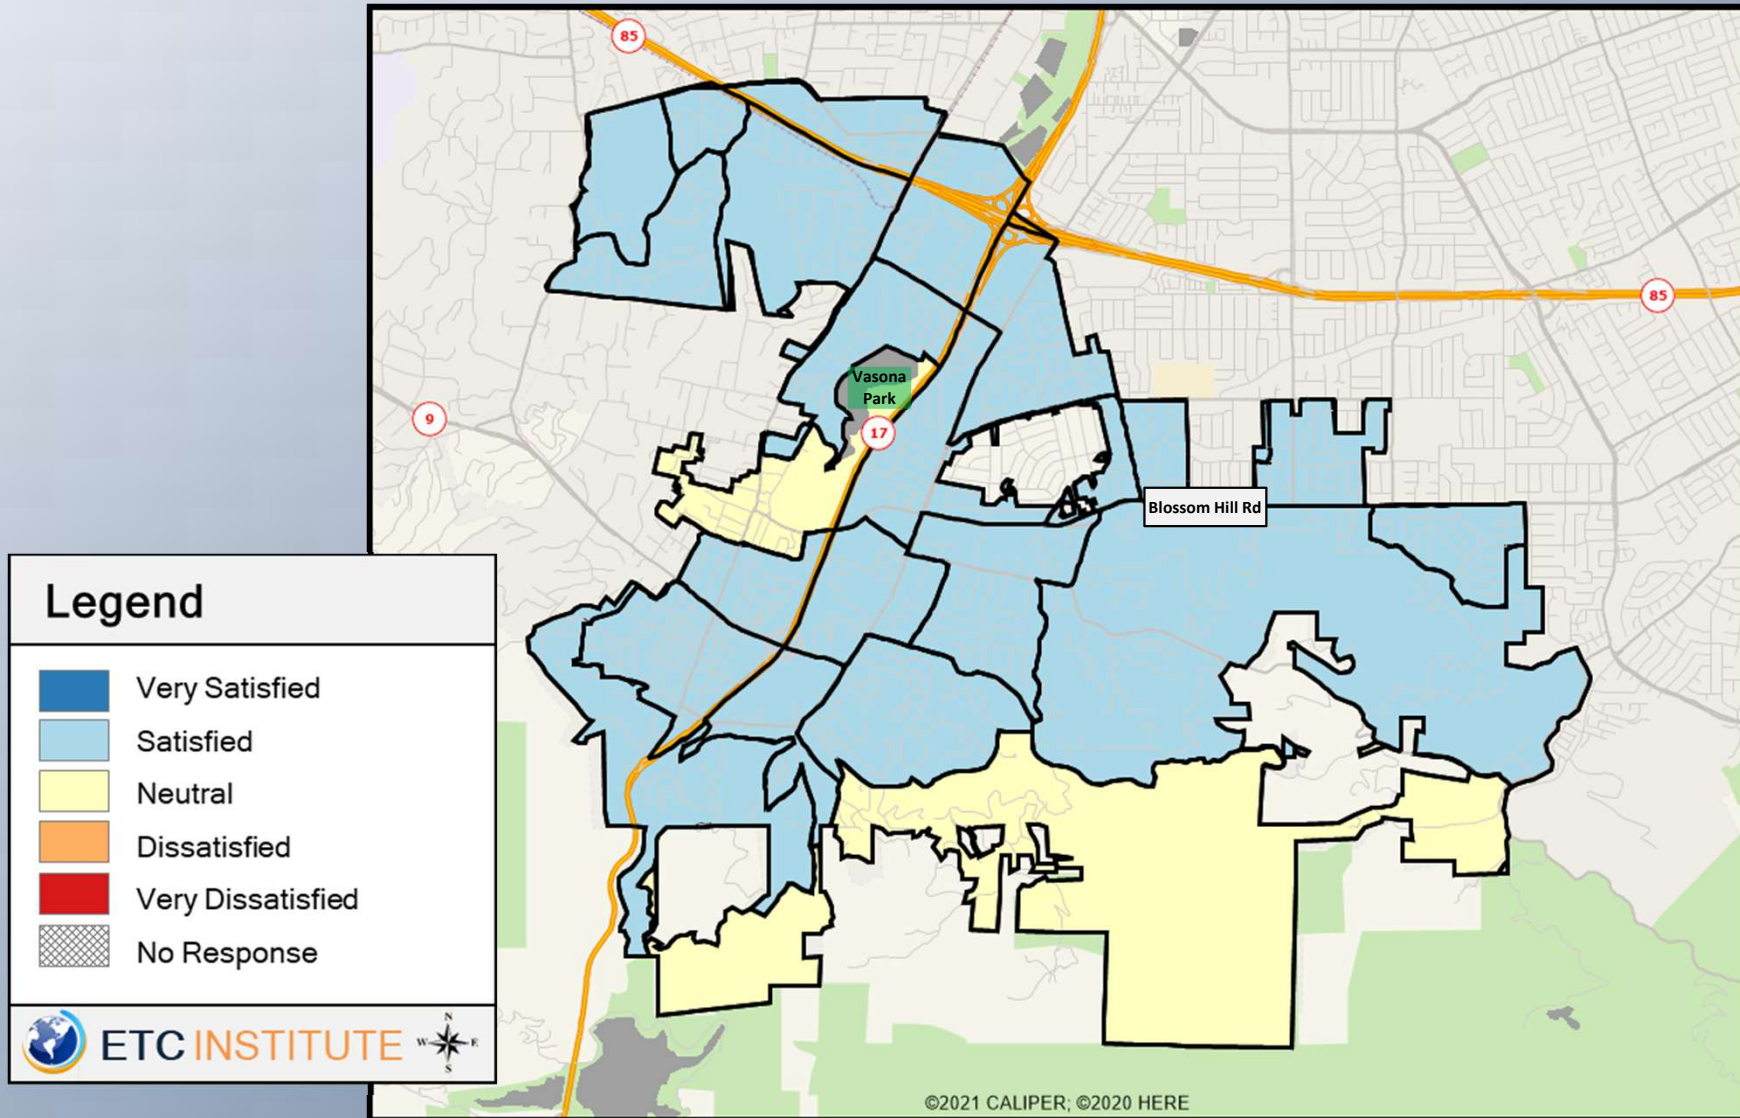 85
85
9
Vasona
Park
17
Blossom Hill Rd
Legend
Very Satisfied
Satisfied
Neutral
Dissatisfied
Very Dissatisfied
No Response
ETC INSTITUTE
N
W E
S
©2021 CALIPER; ©2020 HERE